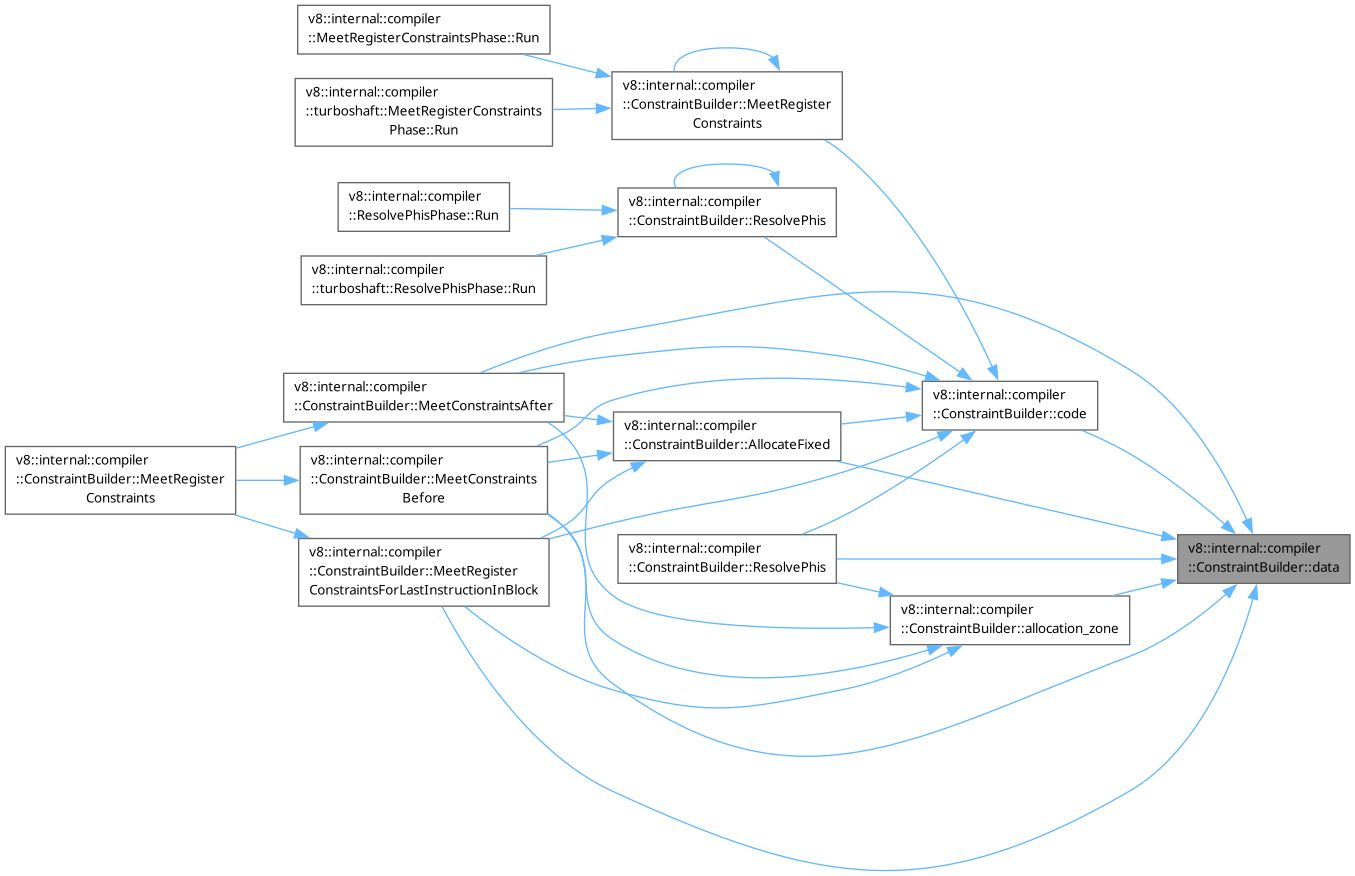 v8::internal::compiler
::MeetRegisterConstraintsPhase::Run
v8::internal::compiler
::turboshaft::MeetRegisterConstraints
Phase::Run
v8::internal::compiler
::ConstraintBuilder::MeetRegister
Constraints
v8::internal::compiler
::ResolvePhisPhase::Run
v8::internal::compiler
::ConstraintBuilder::ResolvePhis
v8::internal::compiler
::turboshaft::ResolvePhisPhase::Run
v8::internal::compiler
::ConstraintBuilder::MeetConstraintsAfter
v8::internal::compiler
::ConstraintBuilder::code
v8::internal::compiler
::ConstraintBuilder::AllocateFixed
v8::internal::compiler
::ConstraintBuilder::MeetRegister
Constraints
v8::internal::compiler
::ConstraintBuilder::MeetConstraints
Before
v8::internal::compiler
::ConstraintBuilder::MeetRegister
ConstraintsForLastInstructionInBlock
v8::internal::compiler
::ConstraintBuilder::ResolvePhis
v8::internal::compiler
::ConstraintBuilder::data
v8::internal::compiler
::ConstraintBuilder::allocation_zone